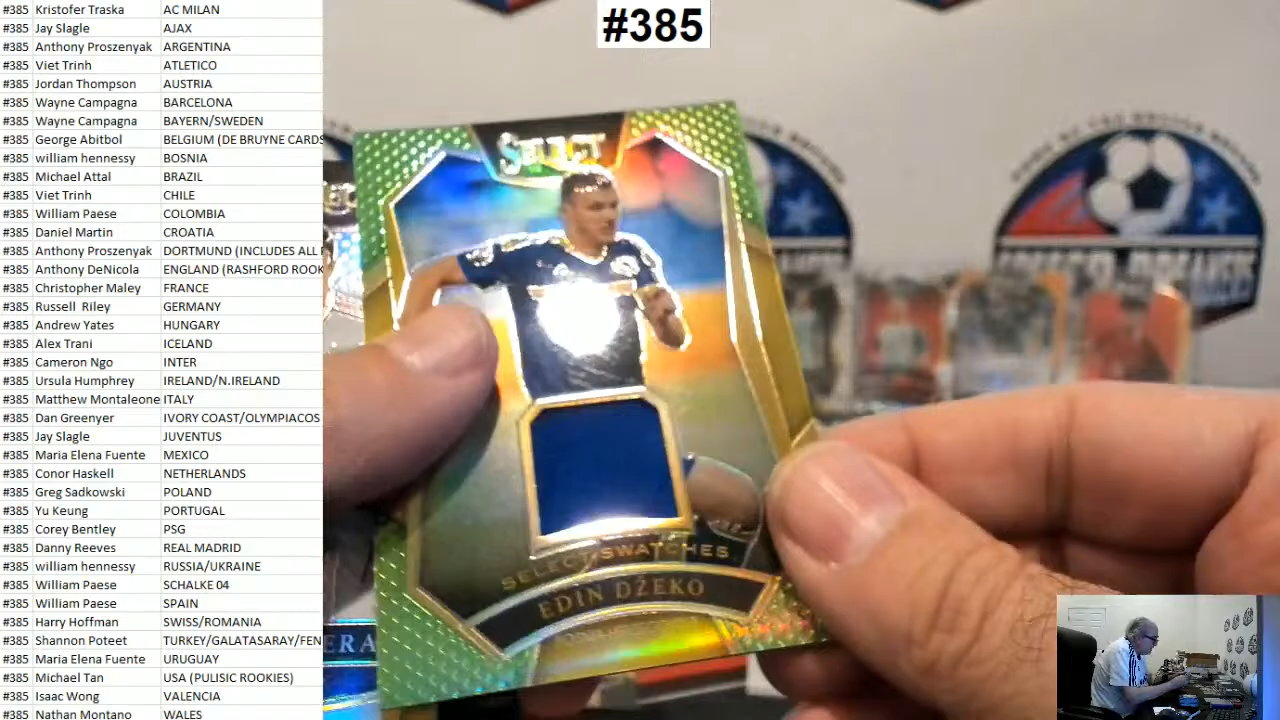 #385 Kristofer Traska AC MILAN
#385 Jay Slagle AJAX
#385 Anthony Proszenyak ARGENTINA
#385 Viet Trinh ATLETICO
#385 Jordan Thompson AUSTRIA
#385 Wayne Campagna BARCELONA
#385 Wayne Campagna BAYERN/SWEDEN
#385 George Abitbol BELGIUM (DE BRUYNE CARDS
#385 william hennessy BOSNIA
#385 Michael Attal BRAZIL
#385 Viet Trinh CHILE
#385 William Paese COLOMBIA
#385 Daniel Martin CROATIA
#385 Anthony Proszenyak DORTMUND (INCLUDES ALL
#385 Anthony DeNicola ENGLAND (RASHFORD ROOK
#385 Christopher Maley FRANCE
#385 Russell Riley GERMANY
#385 Andrew Yates HUNGARY
#385 Alex Trani ICELAND
#385 Cameron Ngo INTER
#385 Ursula Humphrey IRELAND/N.IRELAND
#385 Matthew Montaleone ITALY
#385 Dan Greenyer IVORY COAST/OLYMPIACOS
#385 Jay Slagle JUVENTUS
#385 Maria Elena Fuente MEXICO
#385 Conor Haskell NETHERLANDS
#385 Greg Sadkowski POLAND
#385 Yu Keung PORTUGAL
#385 Corey Bentley PSG
#385 Danny Reeves REAL MADRID
#385 william hennessy RUSSIA/UKRAINE
#385 William Paese SCHALKE 04
#385 William Paese SPAIN
#385 Harry Hoffman SWISS/ROMANIA
#385 Shannon Poteet TURKEY/GALATASARAY/FEN
#385 Maria Elena Fuente URUGUAY
#385 Michael Tan USA (PULISIC ROOKIES)
#385 Isaac Wong VALENCIA
#385 Nathan Montano WALES
#385
SELECT
SELECT SWATCHES
EDIN DŽEKO
ERA